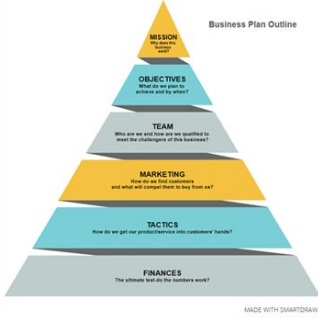 Business Plan Outline
MISSION
Why does this
business
exist?
OBJECTIVES
What do we plan to
achieve and by when?
TEAM
Who are we and how are we qualified to
meet the challengers of this business?
MARKETING
How do we find customers
and what will compel them to buy from us?
TACTICS
How do we get our product/service into customers' hands?
FINANCES
The ultimate test-do the numbers work?
MADE WITH SMARTDRAW